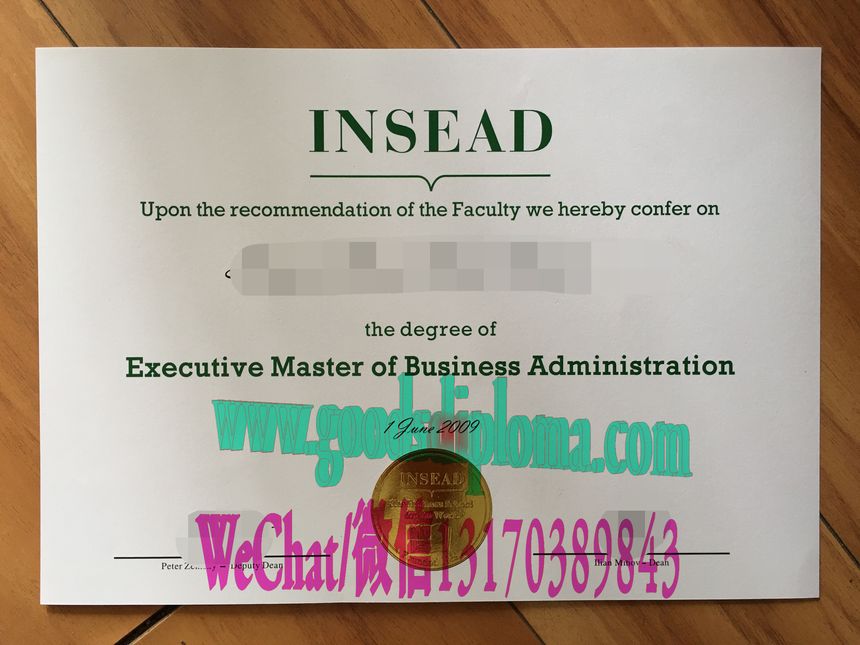 INSEAD
Upon the recommendation of the Faculty we hereby confer on
the degree of
Executive Master of Business Administration
www.goodsdiploma.com
1 June 2009
INSEAD
WeChat/微信13170389843
Peter Deputy Dean
Ilian Mihov – Dean